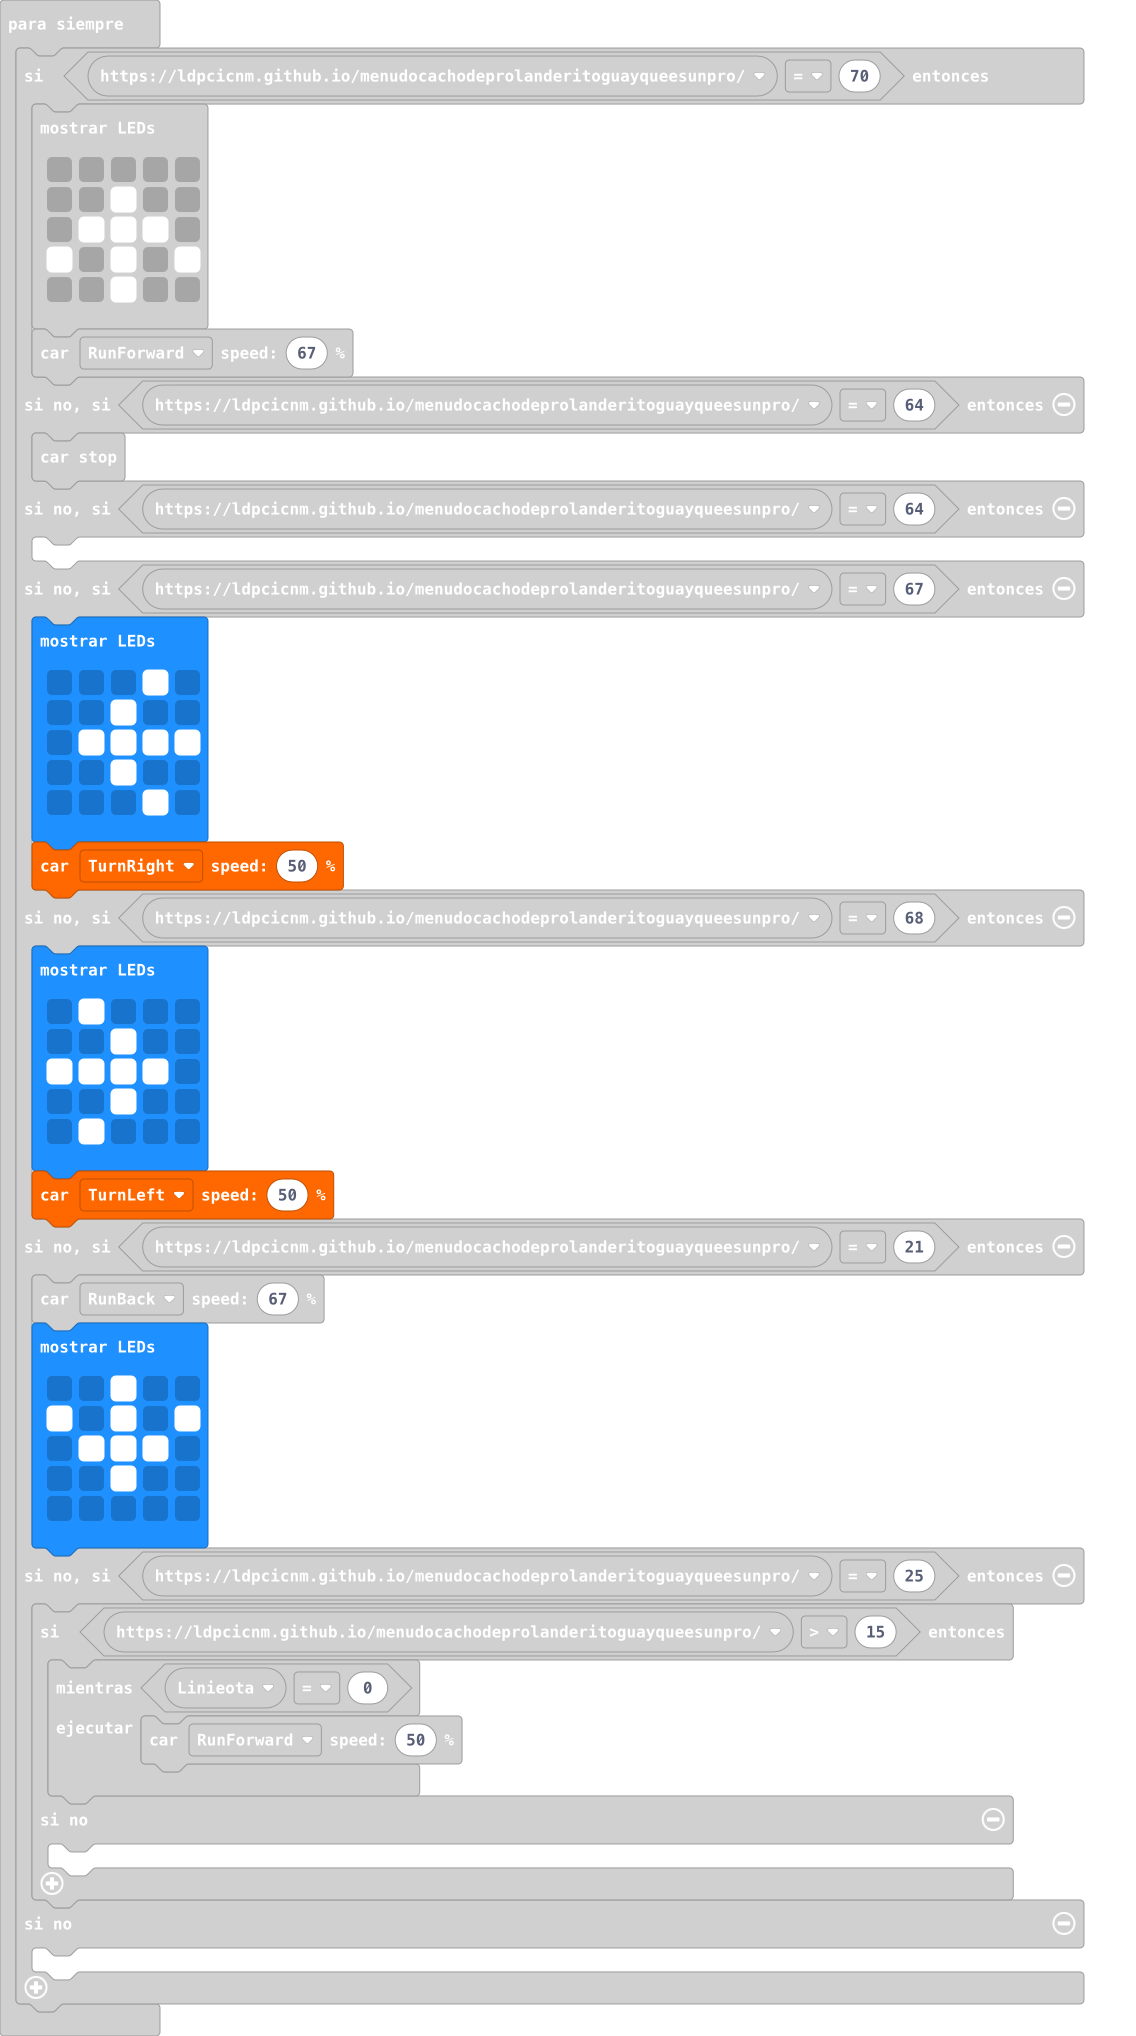 para siempre
si https://ldpcicnm.github.io/menudocachodeprolanderitoguayqueesunpro/ = 70 entonces
mostrar LEDs
car RunForward speed: 67 %
si no, si https://ldpcicnm.github.io/menudocachodeprolanderitoguayqueesunpro/ = 64 entonces
car stop
si no, si https://ldpcicnm.github.io/menudocachodeprolanderitoguayqueesunpro/ = 64 entonces
si no, si https://ldpcicnm.github.io/menudocachodeprolanderitoguayqueesunpro/ = 67 entonces
mostrar LEDs
car TurnRight speed: 50 %
si no, si https://ldpcicnm.github.io/menudocachodeprolanderitoguayqueesunpro/ = 68 entonces
mostrar LEDs
car TurnLeft speed: 50 %
si no, si https://ldpcicnm.github.io/menudocachodeprolanderitoguayqueesunpro/ = 21 entonces
car RunBack speed: 67 %
mostrar LEDs
si no, si https://ldpcicnm.github.io/menudocachodeprolanderitoguayqueesunpro/ = 25 entonces
si https://ldpcicnm.github.io/menudocachodeprolanderitoguayqueesunpro/ > 15 entonces
mientras Linieota = 0
ejecutar
car RunForward speed: 50 %
si no
si no